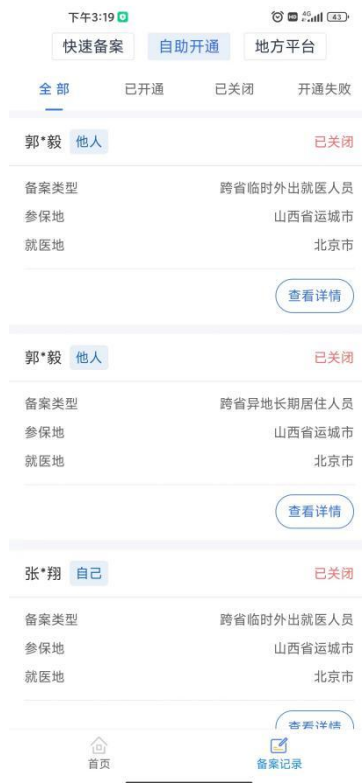 下午3:19
4G 43
快速备案 自助开通 地方平台
全部 已开通 已关闭 开通失败
郭*毅 他人 已关闭
备案类型 跨省临时外出就医人员
参保地 山西省运城市
就医地 北京市
查看详情
郭*毅 他人 已关闭
备案类型 跨省异地长期居住人员
参保地 山西省运城市
就医地 北京市
查看详情
张*翔 自己 已关闭
备案类型 跨省临时外出就医人员
参保地 山西省运城市
就医地 北京市
查看详情
首页 备案记录